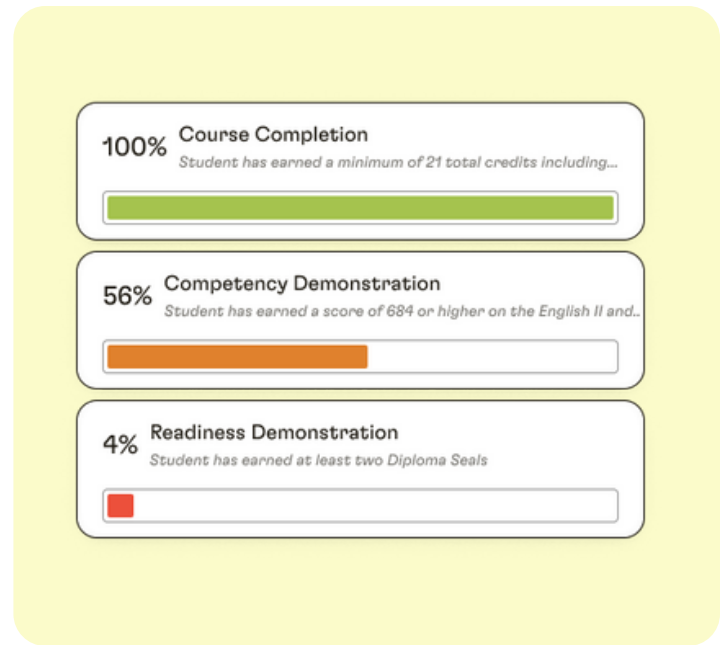 100%
Course Completion
Student has earned a minimum of 21 total credits including...
56%
Competency Demonstration
Student has earned a score of 684 or higher on the English II and..
4%
Readiness Demonstration
Student has earned at least two Diploma Seals